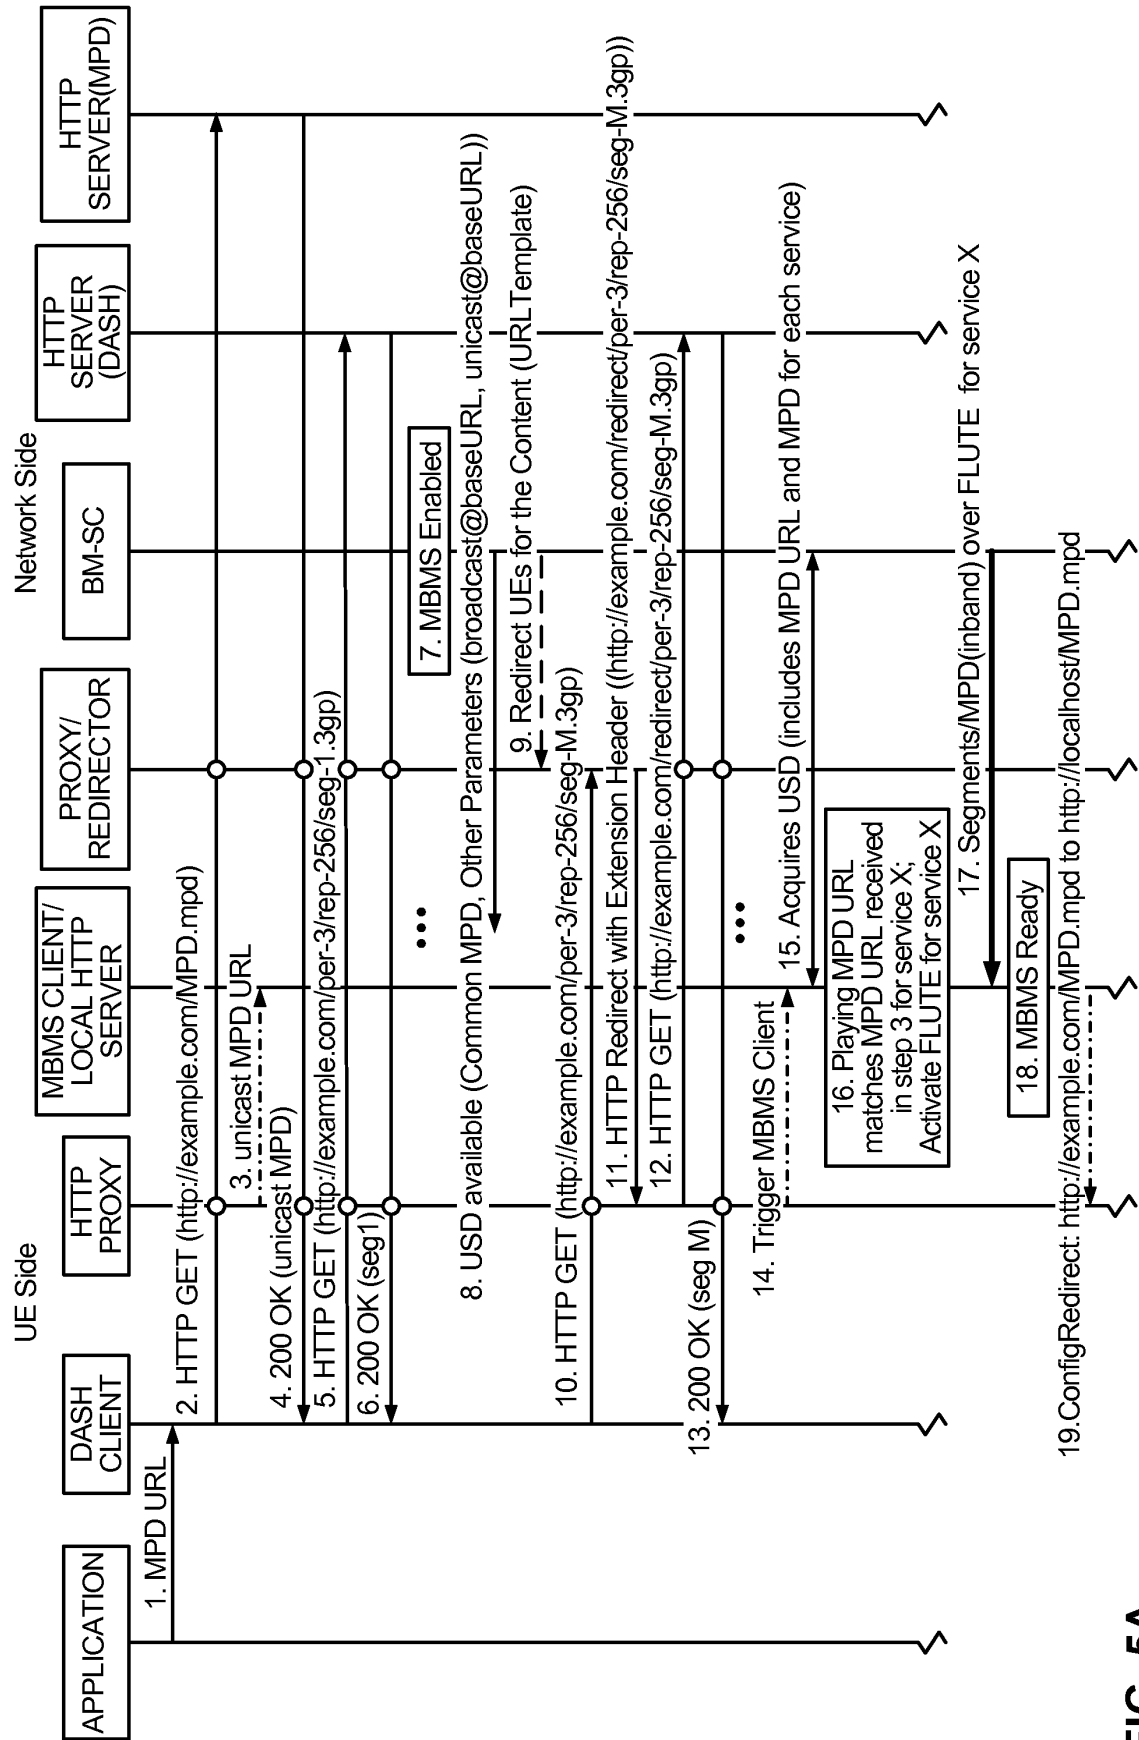 UE Side
Network Side
APPLICATION
DASH
CLIENT
HTTP
PROXY
MBMS CLIENT/
LOCAL HTTP
SERVER
PROXY/
REDIRECTOR
BM-SC
HTTP
SERVER
(DASH)
HTTP
SERVER(MPD)
1. MPD URL
2. HTTP GET (http://example.com/MPD.mpd)
3. unicast MPD URL
4. 200 OK (unicast MPD)
5. HTTP GET (http://example.com/per-3/rep-256/seg-1.3gp)
6. 200 OK (seg1)
7. MBMS Enabled
8. USD available (Common MPD, Other Parameters (broadcast@baseURL, unicast@baseURL))
9. Redirect UEs for the Content (URLTemplate)
10. HTTP GET (http://example.com/per-3/rep-256/seg-M.3gp)
11. HTTP Redirect with Extension Header ((http://example.com/redirect/per-3/rep-256/seg-M.3gp))
12. HTTP GET (http://example.com/redirect/per-3/rep-256/seg-M.3gp)
13. 200 OK (seg M)
14. Trigger MBMS Client
15. Acquires USD (includes MPD URL and MPD for each service)
16. Playing MPD URL
matches MPD URL received
in step 3 for service X;
Activate FLUTE for service X
17. Segments/MPD(inband) over FLUTE for service X
18. MBMS Ready
19.ConfigRedirect: http://example.com/MPD.mpd to http://localhost/MPD.mpd
FIG. 5A